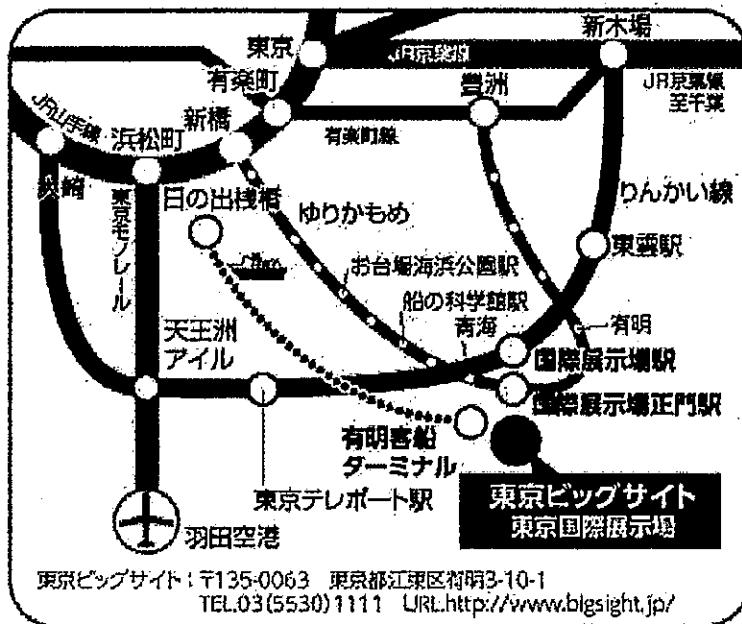 新木場
東京
JR京葉線
有楽町
豊洲
JR京葉線
至千葉
新橋
JR山手線
浜松町
有楽町線
大崎
東京モノレール
日の出桟橋
ゆりかもめ
りんかい線
お台場海浜公園駅
東雲駅
船の科学館駅
青海
有明
天王洲
アイル
国際展示場駅
国際展示場正門駅
有明客船
ターミナル
東京テレポート駅
東京ビッグサイト
東京国際展示場
羽田空港
東京ビッグサイト:〒135-0063 東京都江東区有明3-10-1
TEL.03(5530)1111 URL.http://www.bigsight.jp/